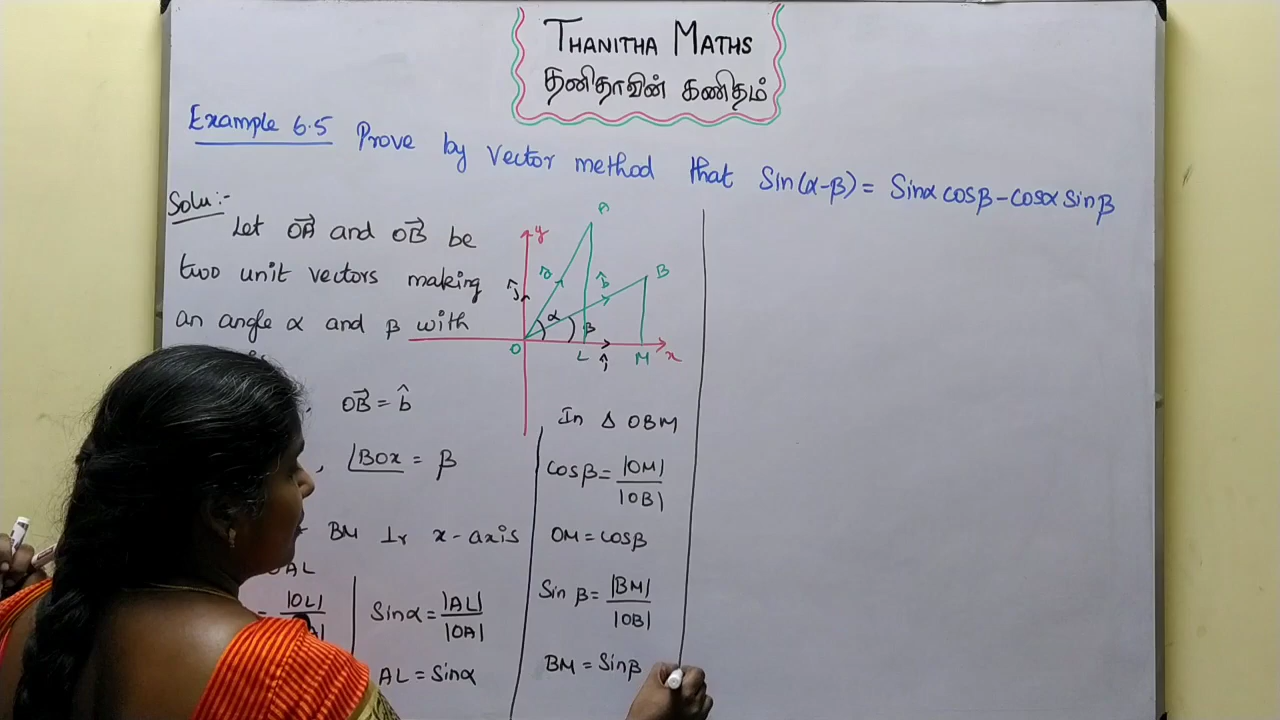 THANITHA MATHS
தனிதாவின் கணிதம்
Example 6.5 Prove by vector method that Sin(α-β) = Sinα cosβ - cosα sinβ
Solu:-
Let OA⃗ and OB⃗ be
two unit vectors making
an angle α and β with
OB⃗ = b̂
∠BOX = β
BM ⊥r x-axis
OAL
= |OL|
Sinα = |AL|
|OA|
AL = Sinα
y
A
â
b̂
B
ĵ
α
β
O
L
î
M
x
In Δ OBM
cosβ = |OM|
|OB|
OM = cosβ
Sin β = |BM|
|OB|
BM = Sinβ